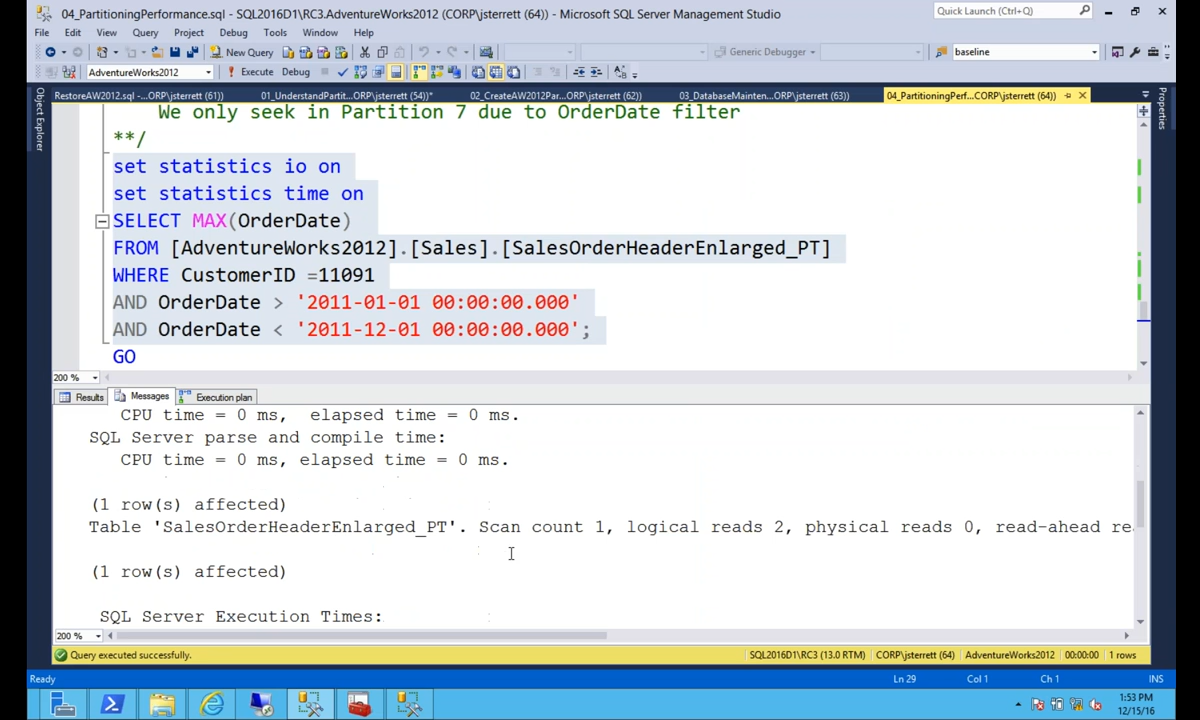 04_PartitioningPerformance.sql - SQL2016D1\RC3.AdventureWorks2012 (CORP\jsterrett (64)) - Microsoft SQL Server Management Studio
Quick Launch (Ctrl+Q)
File Edit View Query Project Debug Tools Window Help
New Query Generic Debugger baseline
AdventureWorks2012 Execute Debug
RestoreAW2012.sql -...ORP\jsterrett (61)) 01_UnderstandPartit...ORP\jsterrett (54))* 02_CreateAW2012Par...ORP\jsterrett (62)) 03_DatabaseMainten...ORP\jsterrett (63)) 04_PartitioningPerf...CORP\jsterrett (64))
Object Explorer
Properties
We only seek in Partition 7 due to OrderDate filter
**/
set statistics io on
set statistics time on
SELECT MAX(OrderDate)
FROM [AdventureWorks2012].[Sales].[SalesOrderHeaderEnlarged_PT]
WHERE CustomerID =11091
AND OrderDate > '2011-01-01 00:00:00.000'
AND OrderDate < '2011-12-01 00:00:00.000';
GO
200 %
Results Messages Execution plan
CPU time = 0 ms, elapsed time = 0 ms.
SQL Server parse and compile time:
CPU time = 0 ms, elapsed time = 0 ms.
(1 row(s) affected)
Table 'SalesOrderHeaderEnlarged_PT'. Scan count 1, logical reads 2, physical reads 0, read-ahead re
(1 row(s) affected)
SQL Server Execution Times:
200 %
Query executed successfully. SQL2016D1\RC3 (13.0 RTM) CORP\jsterrett (64) AdventureWorks2012 00:00:00 1 rows
Ready Ln 29 Col 1 Ch 1 INS
1:53 PM
12/15/16